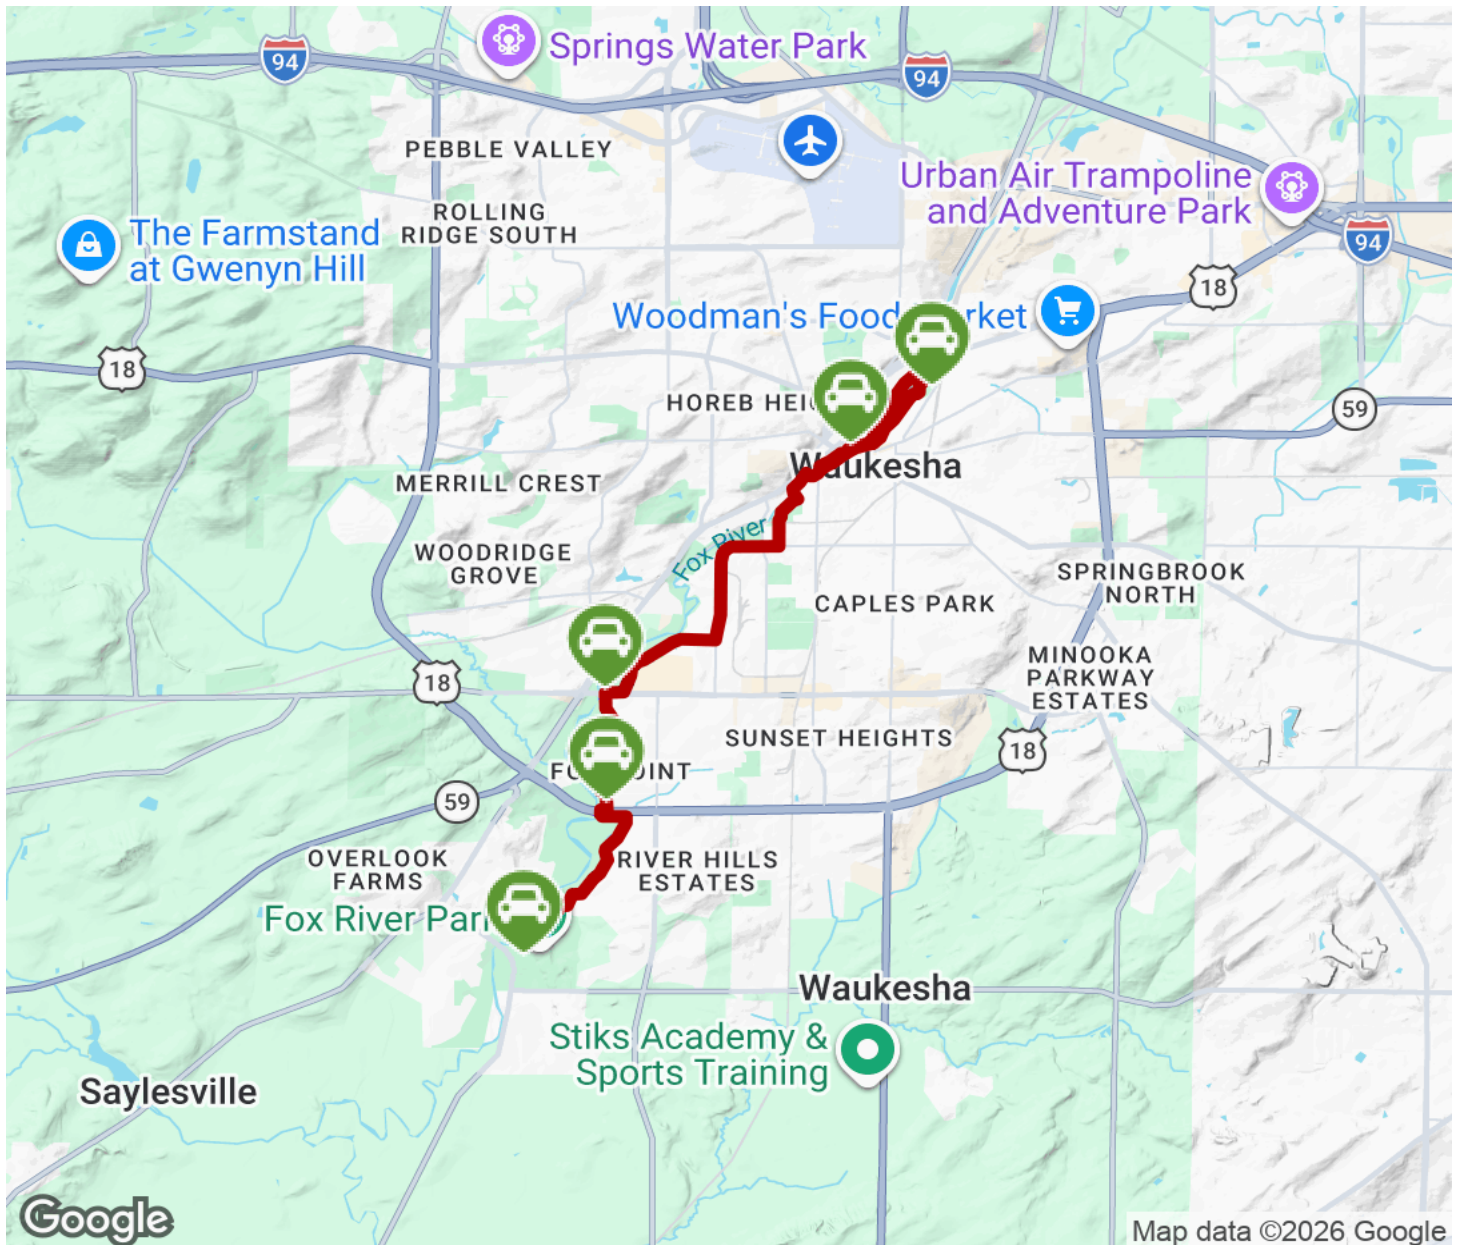 94
Springs Water Park
94
PEBBLE VALLEY
Urban Air Trampoline
and Adventure Park
ROLLING
RIDGE SOUTH
The Farmstand
at Gwenyn Hill
94
18
Woodman's Food
rket
18
HOREB HEI
59
Waukesha
MERRILL CREST
Fox River
WOODRIDGE
GROVE
SPRINGBROOK
NORTH
CAPLES PARK
MINOOKA
PARKWAY
ESTATES
18
SUNSET HEIGHTS
18
FO
OINT
59
OVERLOOK
FARMS
RIVER HILLS
ESTATES
Fox River Par
Waukesha
Stiks Academy &
Sports Training
Saylesville
Google
Map data ©2026 Google